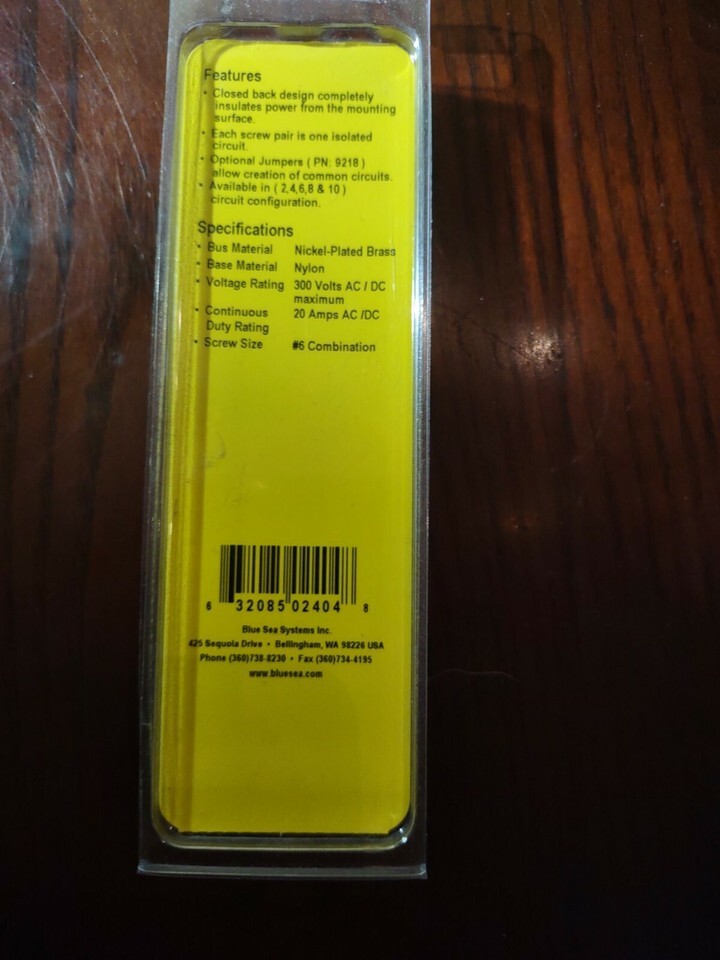 Features
• Closed back design completely
insulates power from the mounting
surface.
• Each screw pair is one isolated
circuit.
• Optional Jumpers ( PN: 9218 )
allow creation of common circuits.
• Available in ( 2,4,6,8 & 10 )
circuit configuration.
Specifications
• Bus Material Nickel-Plated Brass
• Base Material Nylon
• Voltage Rating 300 Volts AC / DC
maximum
• Continuous 20 Amps AC /DC
Duty Rating
• Screw Size #6 Combination
6 32085 02404 8
Blue Sea Systems Inc.
425 Sequoia Drive • Bellingham, WA 98226 USA
Phone (360)738-8230 • Fax (360)734-4195
www.bluesea.com